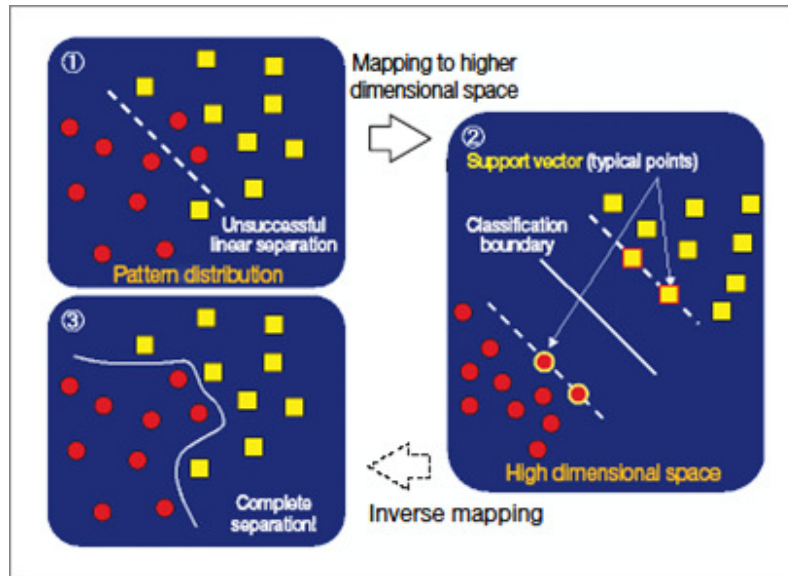 ①
Unsuccessful
linear separation
Pattern distribution
Mapping to higher
dimensional space
②
Support vector (typical points)
Classification
boundary
High dimensional space
Inverse mapping
③
Complete
separation!